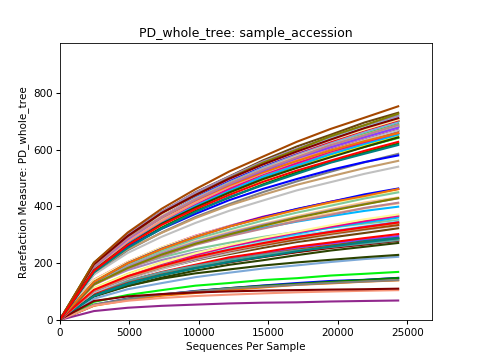 PD_whole_tree: sample_accession
Rarefaction Measure: PD_whole_tree
800
600
400
200
0
0 5000 10000 15000 20000 25000
Sequences Per Sample